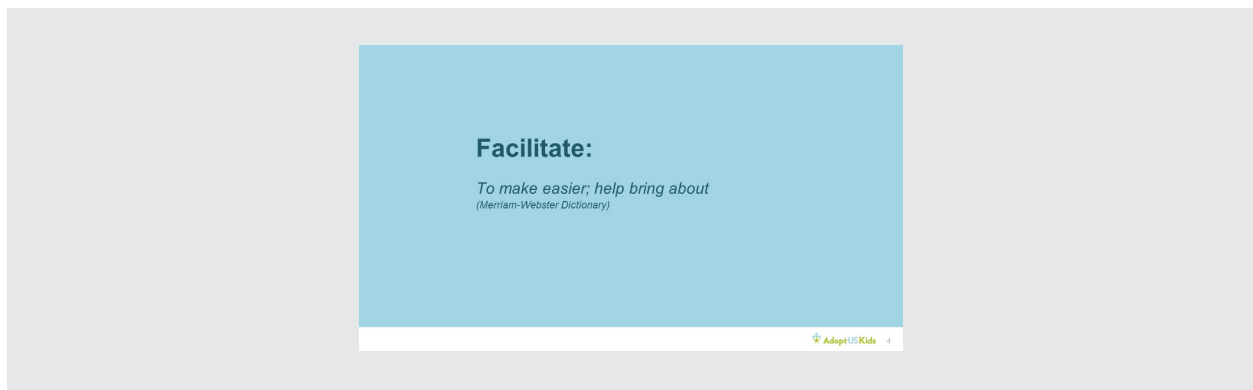 Facilitate:
To make easier; help bring about
(Merriam-Webster Dictionary)
AdoptUSKids 4